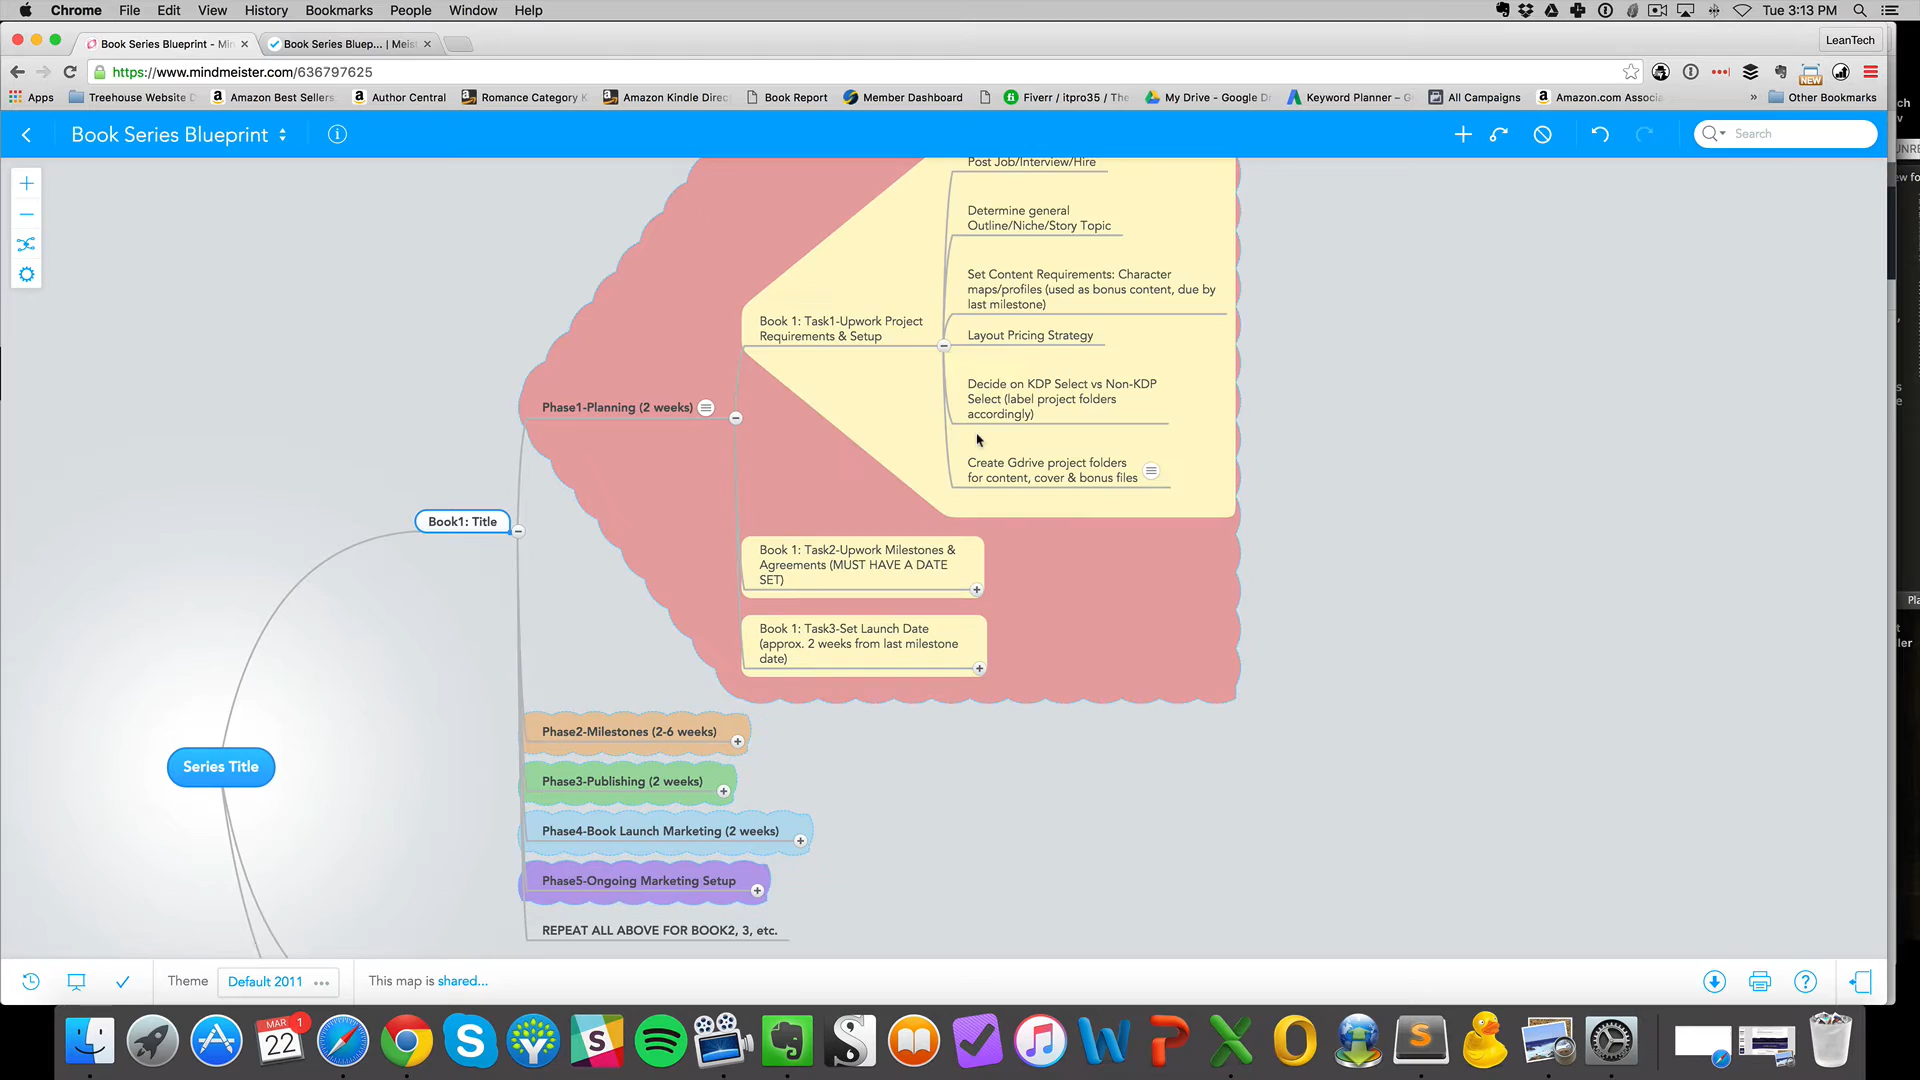 Chrome File Edit View History Bookmarks People Window Help
Tue 3:13 PM
Book Series Blueprint - Min
Book Series Bluep... | Meist
LeanTech
https://www.mindmeister.com/636797625
NEW
Apps
Treehouse Website D
Amazon Best Sellers:
Author Central
Romance Category K
Amazon Kindle Direc
Book Report
Member Dashboard
Fiverr / itpro35 / The
My Drive - Google Dr
Keyword Planner – G
All Campaigns
Amazon.com Associa
»
Other Bookmarks
Book Series Blueprint
Search
Post Job/Interview/Hire
Determine general
Outline/Niche/Story Topic
Set Content Requirements: Character
maps/profiles (used as bonus content, due by
last milestone)
Book 1: Task1-Upwork Project
Requirements & Setup
Layout Pricing Strategy
Decide on KDP Select vs Non-KDP
Select (label project folders
accordingly)
Phase1-Planning (2 weeks)
Create Gdrive project folders
for content, cover & bonus files
Book1: Title
Book 1: Task2-Upwork Milestones &
Agreements (MUST HAVE A DATE
SET)
Book 1: Task3-Set Launch Date
(approx. 2 weeks from last milestone
date)
Phase2-Milestones (2-6 weeks)
Series Title
Phase3-Publishing (2 weeks)
Phase4-Book Launch Marketing (2 weeks)
Phase5-Ongoing Marketing Setup
REPEAT ALL ABOVE FOR BOOK2, 3, etc.
Theme
Default 2011
This map is shared...
MAR
22
1